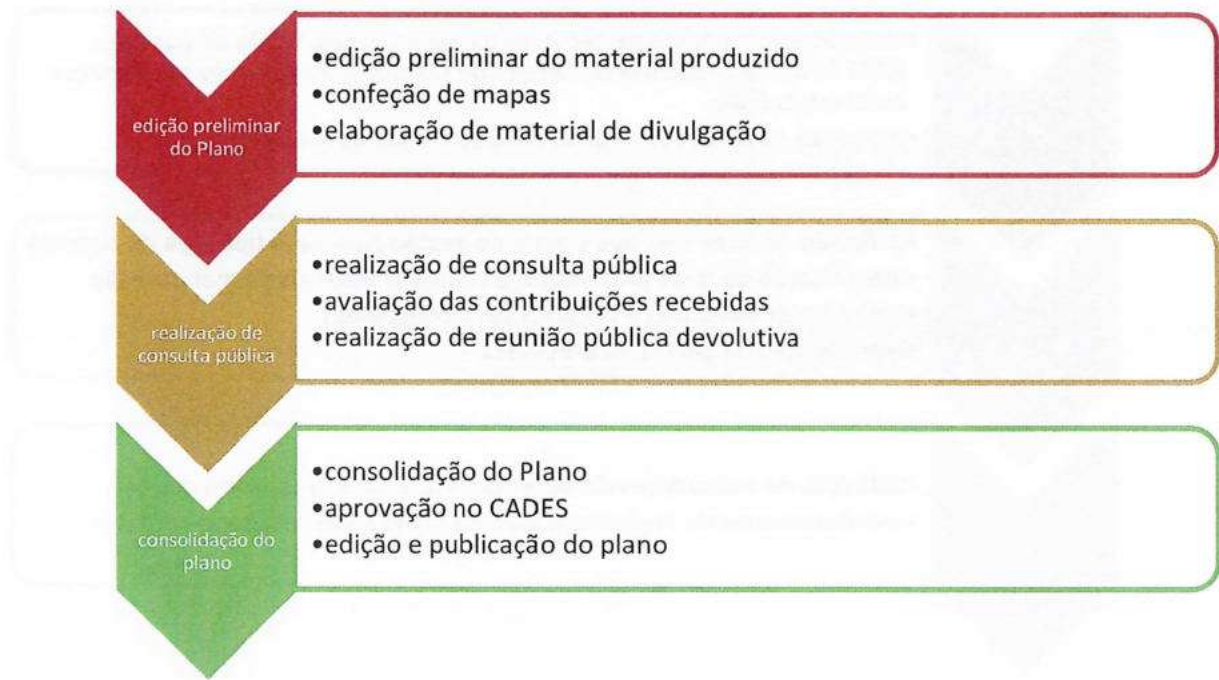 edição preliminar
do Plano
•edição preliminar do material produzido
•confeção de mapas
•elaboração de material de divulgação
realização de
consulta pública
•realização de consulta pública
•avaliação das contribuições recebidas
•realização de reunião pública devolutiva
consolidação do
plano
•consolidação do Plano
•aprovação no CADES
•edição e publicação do plano